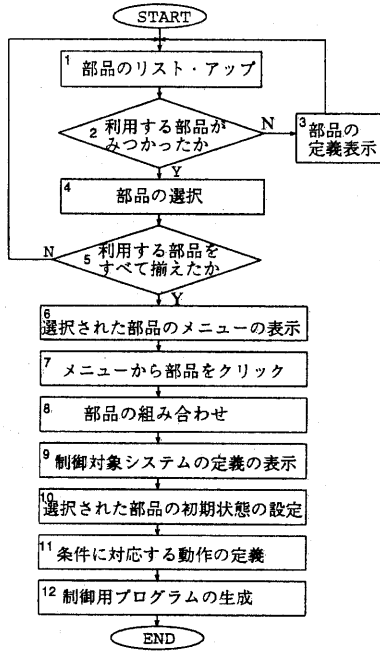 START
1 部品のリスト・アップ
2 利用する部品が
みつかったか
N
3 部品の
定義表示
Y
4 部品の選択
N
5 利用する部品を
すべて揃えたか
Y
6
選択された部品のメニューの表示
7 メニューから部品をクリック
8 部品の組み合わせ
9 制御対象システムの定義の表示
10
選択された部品の初期状態の設定
11 条件に対応する動作の定義
12 制御用プログラムの生成
END